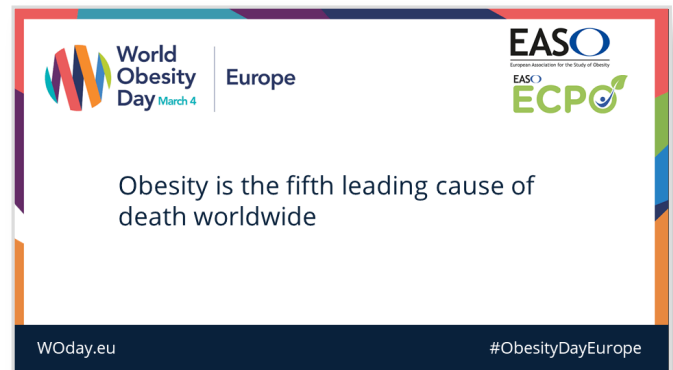 World
Obesity
Day March 4
Europe
EASO
European Association for the Study of Obesity
EASO
ECPO
Obesity is the fifth leading cause of
death worldwide
WOday.eu
#ObesityDayEurope